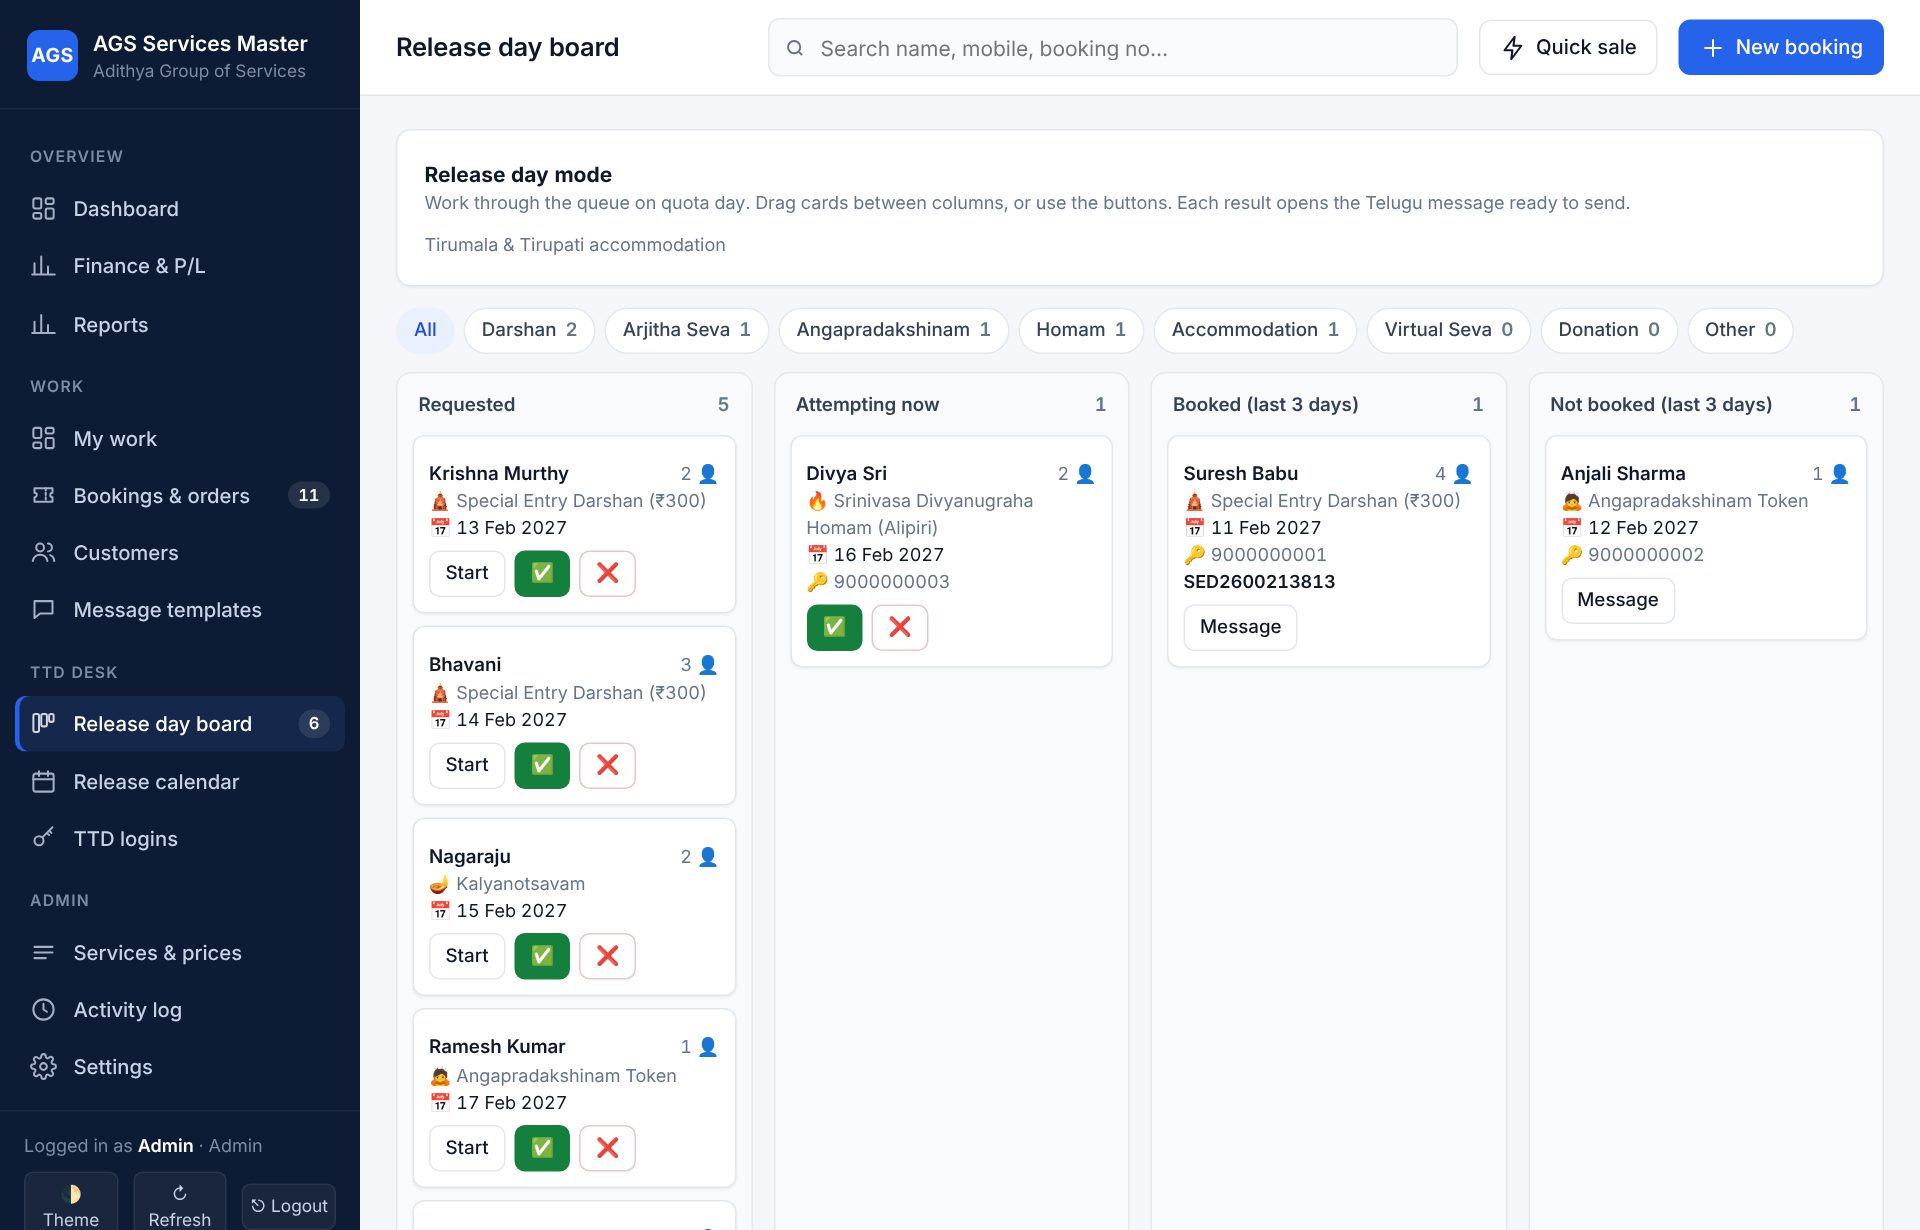 AGS
AGS Services Master
Adithya Group of Services
OVERVIEW
Dashboard
Finance & P/L
Reports
WORK
My work
Bookings & orders 11
Customers
Message templates
TTD DESK
Release day board 6
Release calendar
TTD logins
ADMIN
Services & prices
Activity log
Settings
Logged in as Admin · Admin
Theme
Refresh
Logout
Release day board
Search name, mobile, booking no...
Quick sale
New booking
Release day mode
Work through the queue on quota day. Drag cards between columns, or use the buttons. Each result opens the Telugu message ready to send.
Tirumala & Tirupati accommodation
All
Darshan 2
Arjitha Seva 1
Angapradakshinam 1
Homam 1
Accommodation 1
Virtual Seva 0
Donation 0
Other 0
Requested 5
Krishna Murthy 2
Special Entry Darshan (₹300)
13 Feb 2027
Start
Bhavani 3
Special Entry Darshan (₹300)
14 Feb 2027
Start
Nagaraju 2
Kalyanotsavam
15 Feb 2027
Start
Ramesh Kumar 1
Angapradakshinam Token
17 Feb 2027
Start
Attempting now 1
Divya Sri 2
Srinivasa Divyanugraha
Homam (Alipiri)
16 Feb 2027
9000000003
Booked (last 3 days) 1
Suresh Babu 4
Special Entry Darshan (₹300)
11 Feb 2027
9000000001
SED2600213813
Message
Not booked (last 3 days) 1
Anjali Sharma 1
Angapradakshinam Token
12 Feb 2027
9000000002
Message